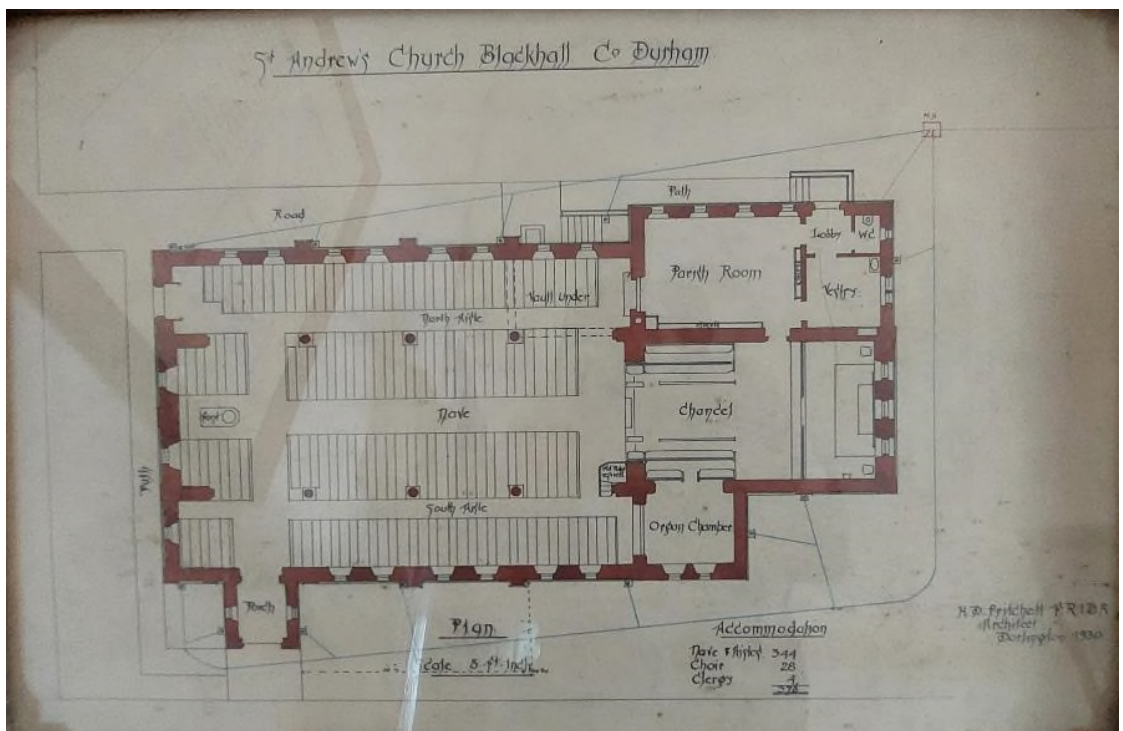 St Andrew's Church Blackhall Co Durham
Road
Path
Lobby
W.C.
Parish Room
Vestry
Vault Under
North Aisle
Nave
Font
Chancel
Path
South Aisle
Organ Chamber
Porch
Plan
Scale 8 ft. Inch
Accommodation
Nave & Aisles 344
Choir 28
Clergy 4
376
H.D. Pritchett F R I B A
Architect
Darlington 1930